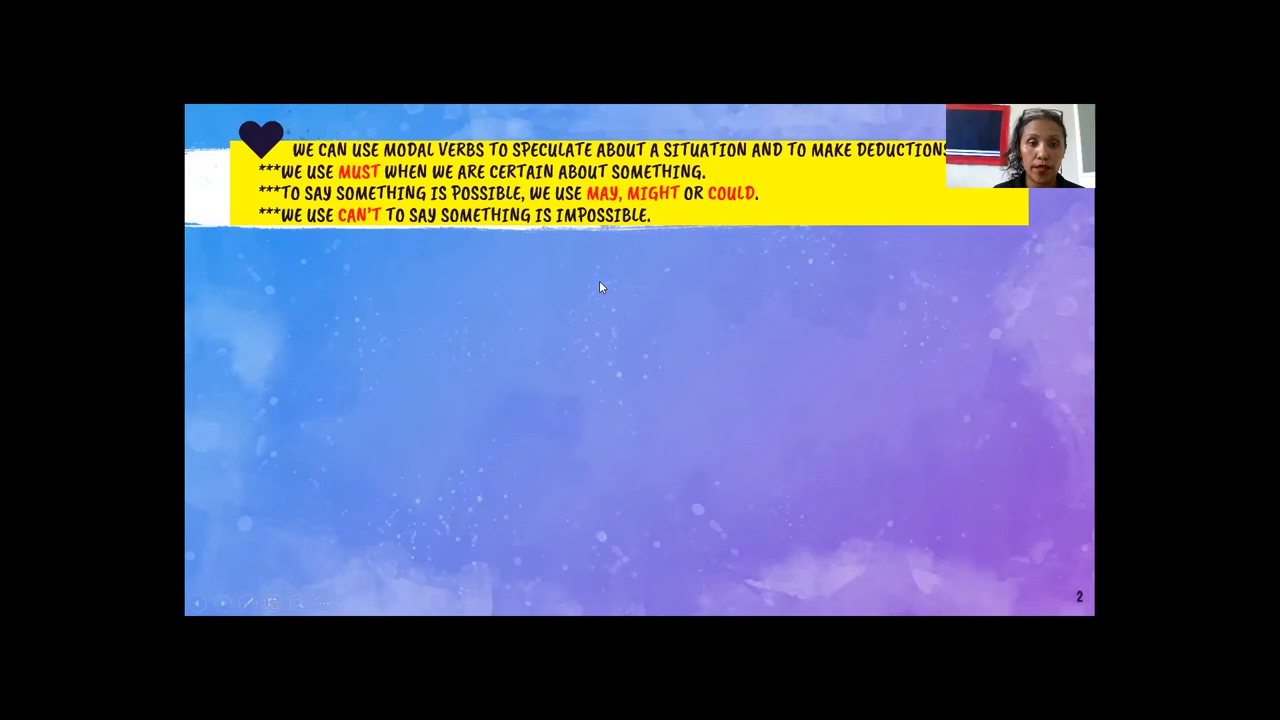 WE CAN USE MODAL VERBS TO SPECULATE ABOUT A SITUATION AND TO MAKE DEDUCTIONS
***WE USE MUST WHEN WE ARE CERTAIN ABOUT SOMETHING.
***TO SAY SOMETHING IS POSSIBLE, WE USE MAY, MIGHT OR COULD.
***WE USE CAN'T TO SAY SOMETHING IS IMPOSSIBLE.
2